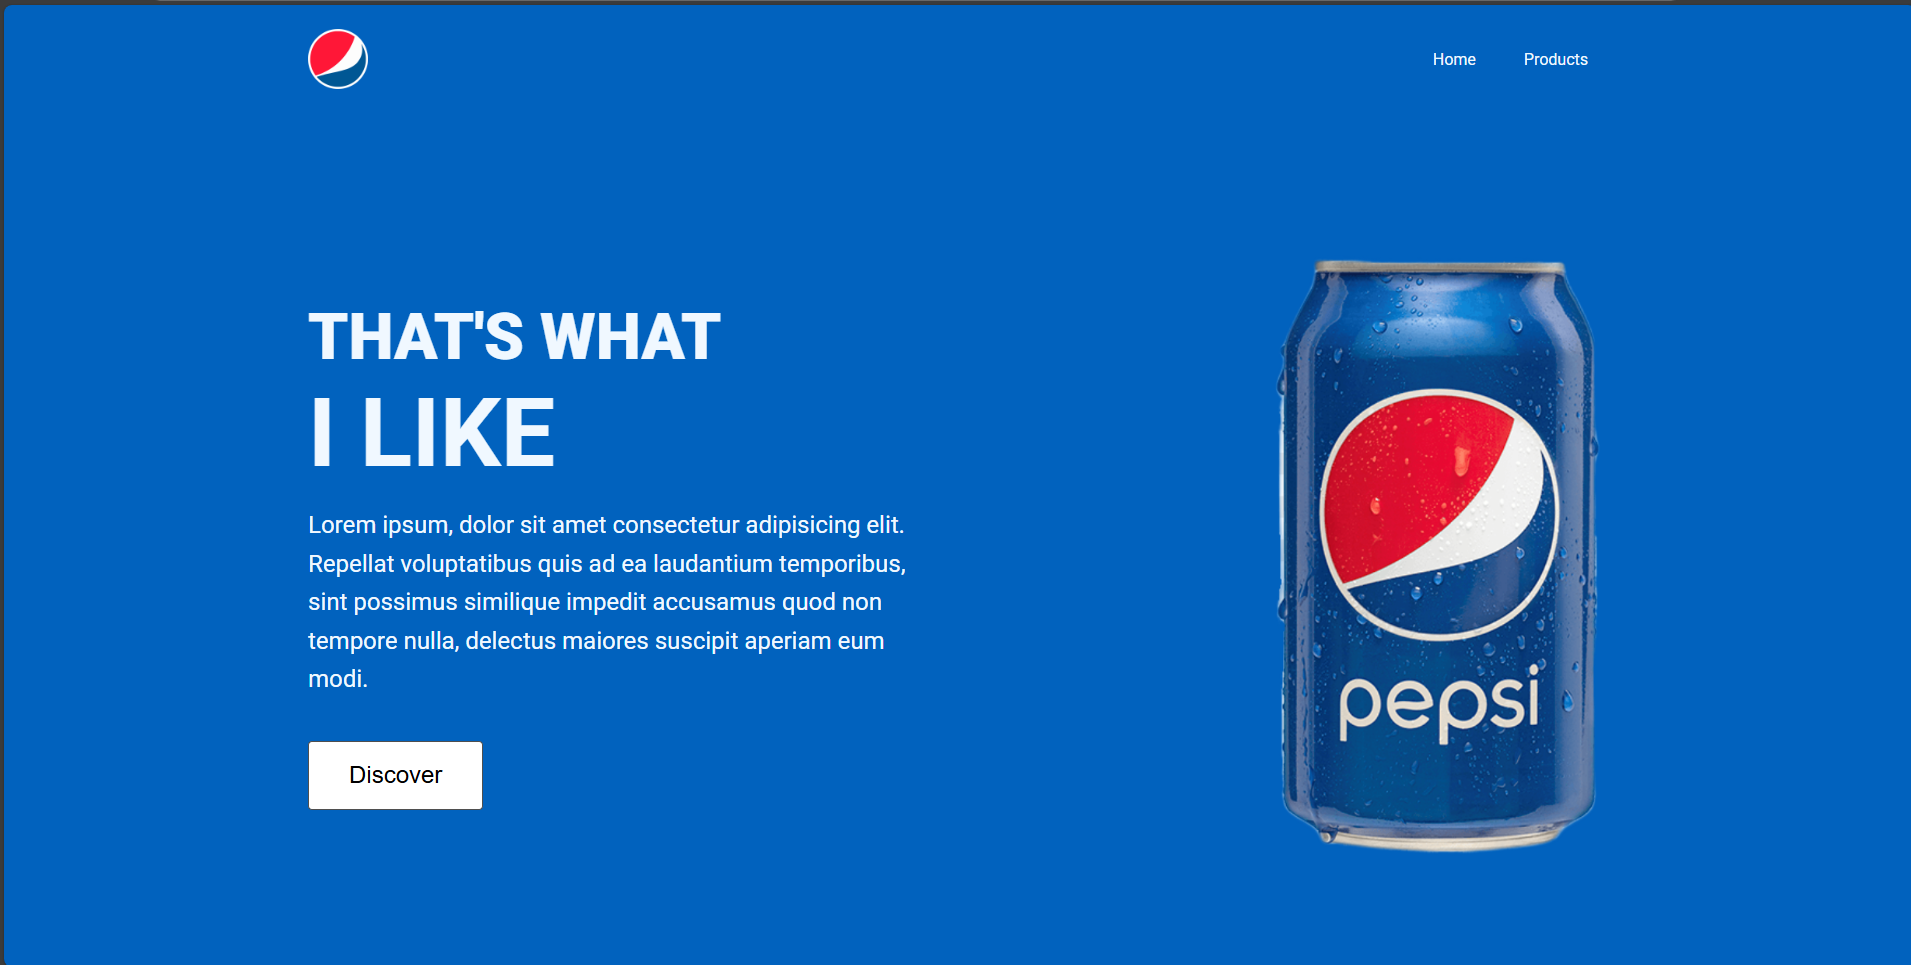 Home Products
THAT'S WHAT
I LIKE
Lorem ipsum, dolor sit amet consectetur adipisicing elit.
Repellat voluptatibus quis ad ea laudantium temporibus,
sint possimus similique impedit accusamus quod non
tempore nulla, delectus maiores suscipit aperiam eum
modi.
Discover
pepsi